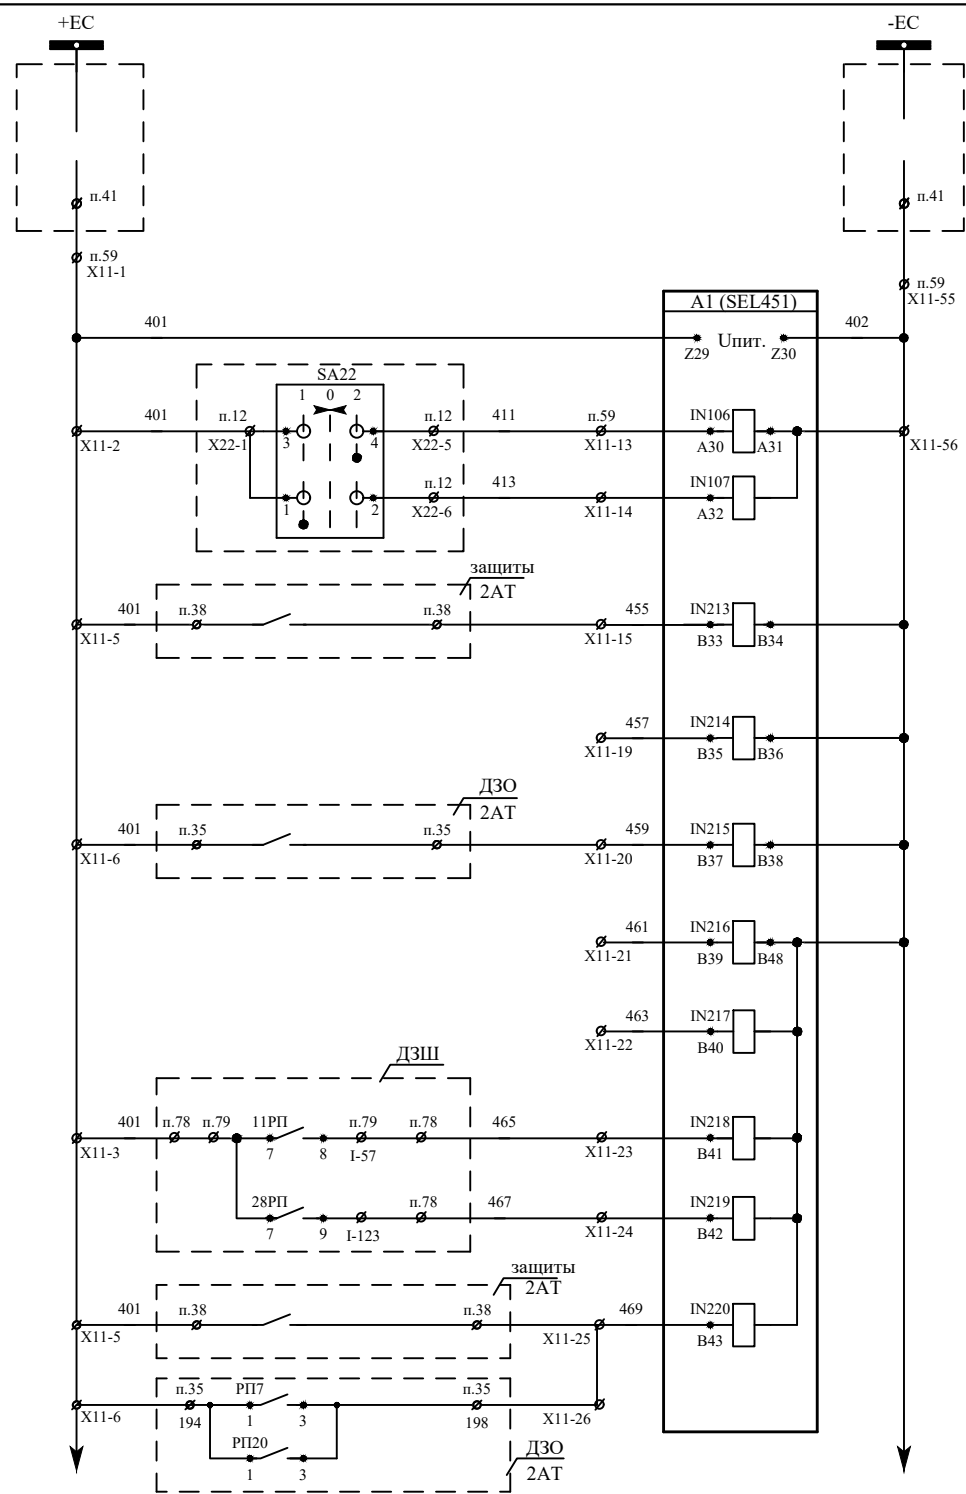 +ЕС
-ЕС
п.41
п.41
п.59
X11-1
п.59
X11-55
A1 (SEL451)
401
Uпит.
402
Z29
Z30
SA22
1 0 2
401
п.12
п.12
411
п.59
IN106
X11-2
X22-1
3
4
X22-5
X11-13
A30
A31
X11-56
п.12
413
IN107
1
2
X22-6
X11-14
A32
защиты
2АТ
401
п.38
п.38
455
IN213
X11-5
X11-15
B33
B34
457
IN214
X11-19
B35
B36
ДЗО
2АТ
401
п.35
п.35
459
IN215
X11-6
X11-20
B37
B38
461
IN216
X11-21
B39
B48
463
IN217
X11-22
B40
ДЗШ
401
п.78
п.79
11РП
п.79
п.78
465
IN218
X11-3
7
8
I-57
X11-23
B41
28РП
п.78
467
IN219
7
9
I-123
X11-24
B42
защиты
2АТ
401
п.38
п.38
469
IN220
X11-5
X11-25
B43
п.35
РП7
п.35
X11-6
194
1
3
198
X11-26
РП20
1
3
ДЗО
2АТ